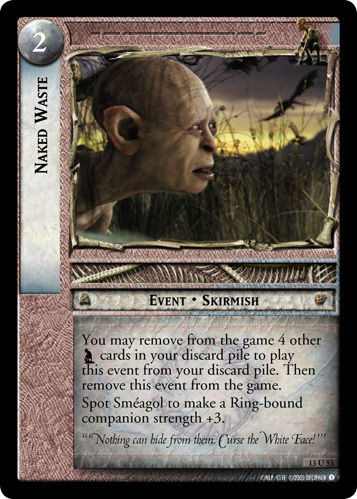 2
Naked Waste
Event • Skirmish
You may remove from the game 4 other
cards in your discard pile to play
this event from your discard pile. Then
remove this event from the game.
Spot Sméagol to make a Ring-bound
companion strength +3.
“‘Nothing can hide from them. Curse the White Face!’”
13 U 53